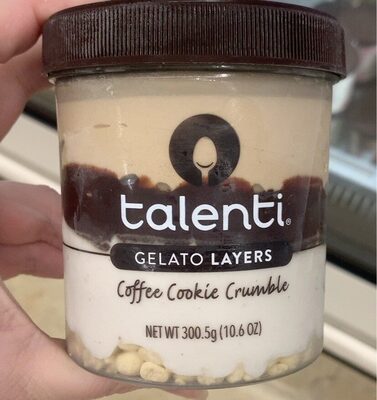 talenti®
GELATO LAYERS
Coffee Cookie Crumble
NET WT 300.5g (10.6 OZ)